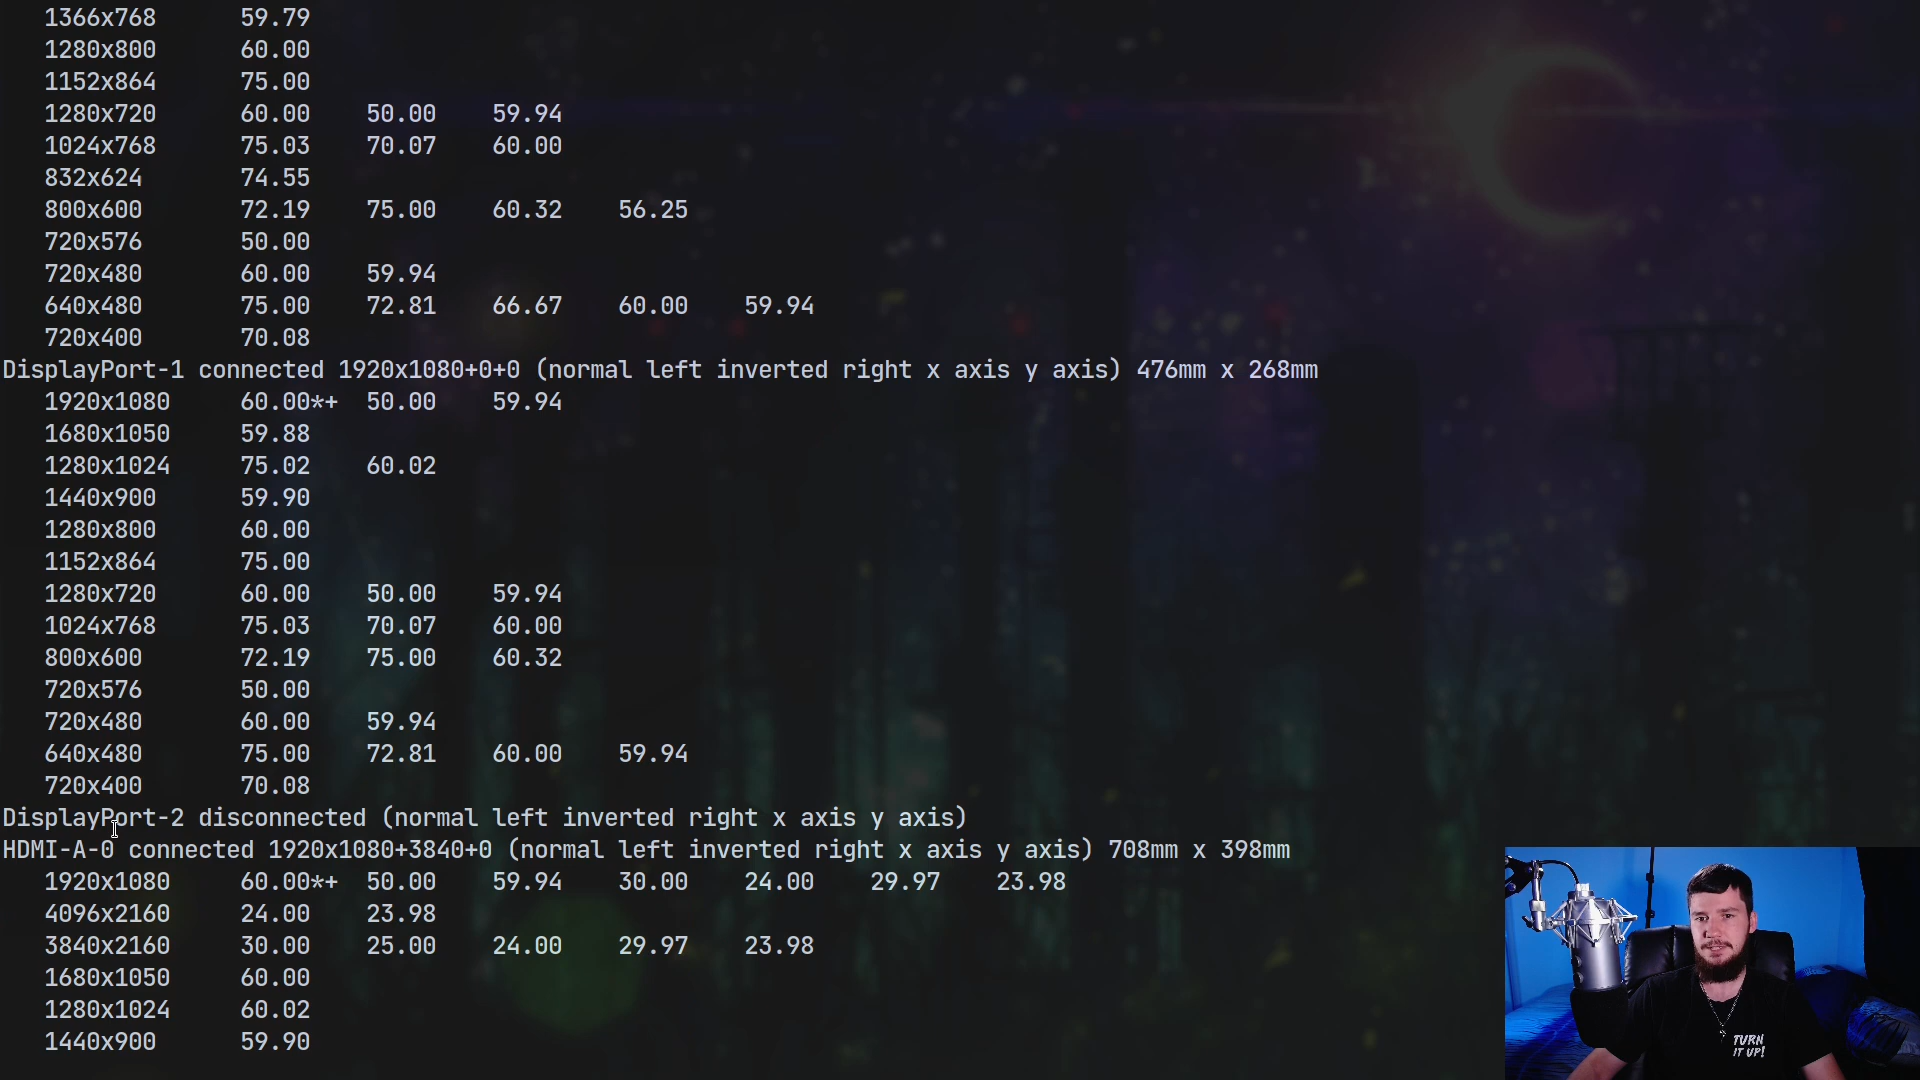 1366x768 59.79
1280x800 60.00
1152x864 75.00
1280x720 60.00 50.00 59.94
1024x768 75.03 70.07 60.00
832x624 74.55
800x600 72.19 75.00 60.32 56.25
720x576 50.00
720x480 60.00 59.94
640x480 75.00 72.81 66.67 60.00 59.94
720x400 70.08
DisplayPort-1 connected 1920x1080+0+0 (normal left inverted right x axis y axis) 476mm x 268mm
1920x1080 60.00*+ 50.00 59.94
1680x1050 59.88
1280x1024 75.02 60.02
1440x900 59.90
1280x800 60.00
1152x864 75.00
1280x720 60.00 50.00 59.94
1024x768 75.03 70.07 60.00
800x600 72.19 75.00 60.32
720x576 50.00
720x480 60.00 59.94
640x480 75.00 72.81 60.00 59.94
720x400 70.08
DisplayPort-2 disconnected (normal left inverted right x axis y axis)
HDMI-A-0 connected 1920x1080+3840+0 (normal left inverted right x axis y axis) 708mm x 398mm
1920x1080 60.00*+ 50.00 59.94 30.00 24.00 29.97 23.98
4096x2160 24.00 23.98
3840x2160 30.00 25.00 24.00 29.97 23.98
1680x1050 60.00
1280x1024 60.02
1440x900 59.90
TURN
IT UP!